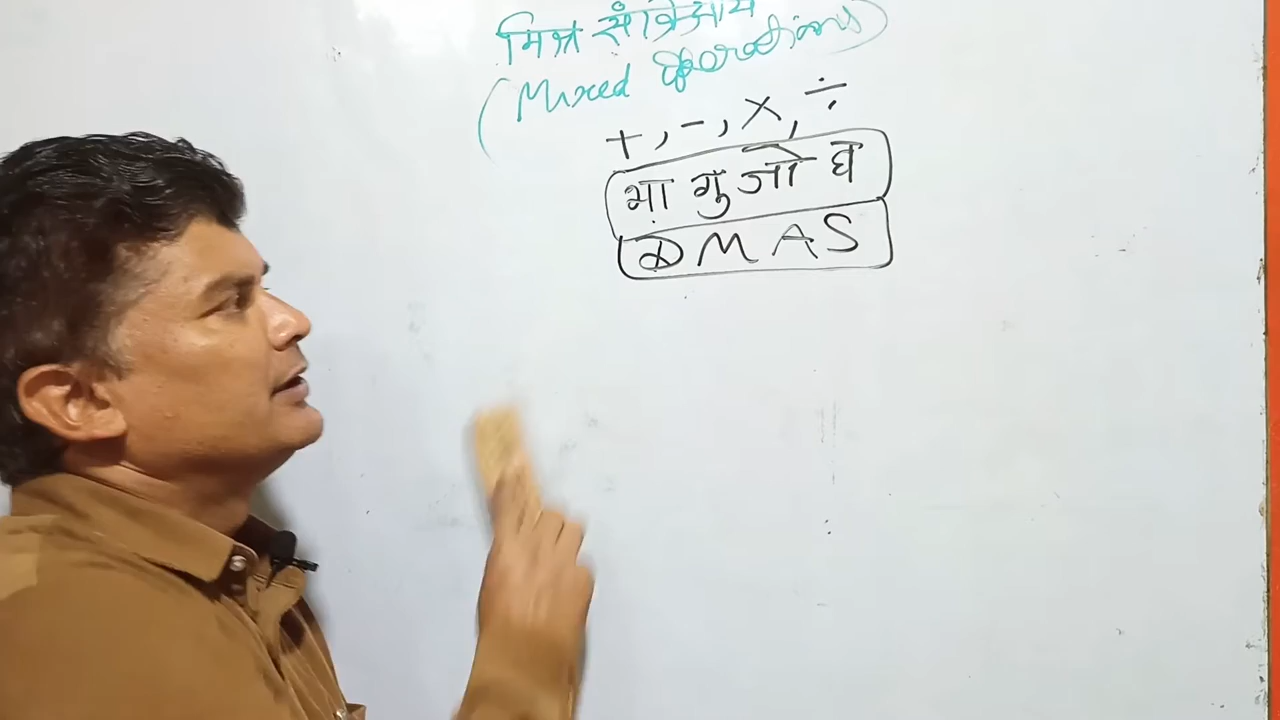 मिश्र संक्रियाय
(Mixed Operations)
+, -, ×, ÷
भा गु जो घ
DMAS